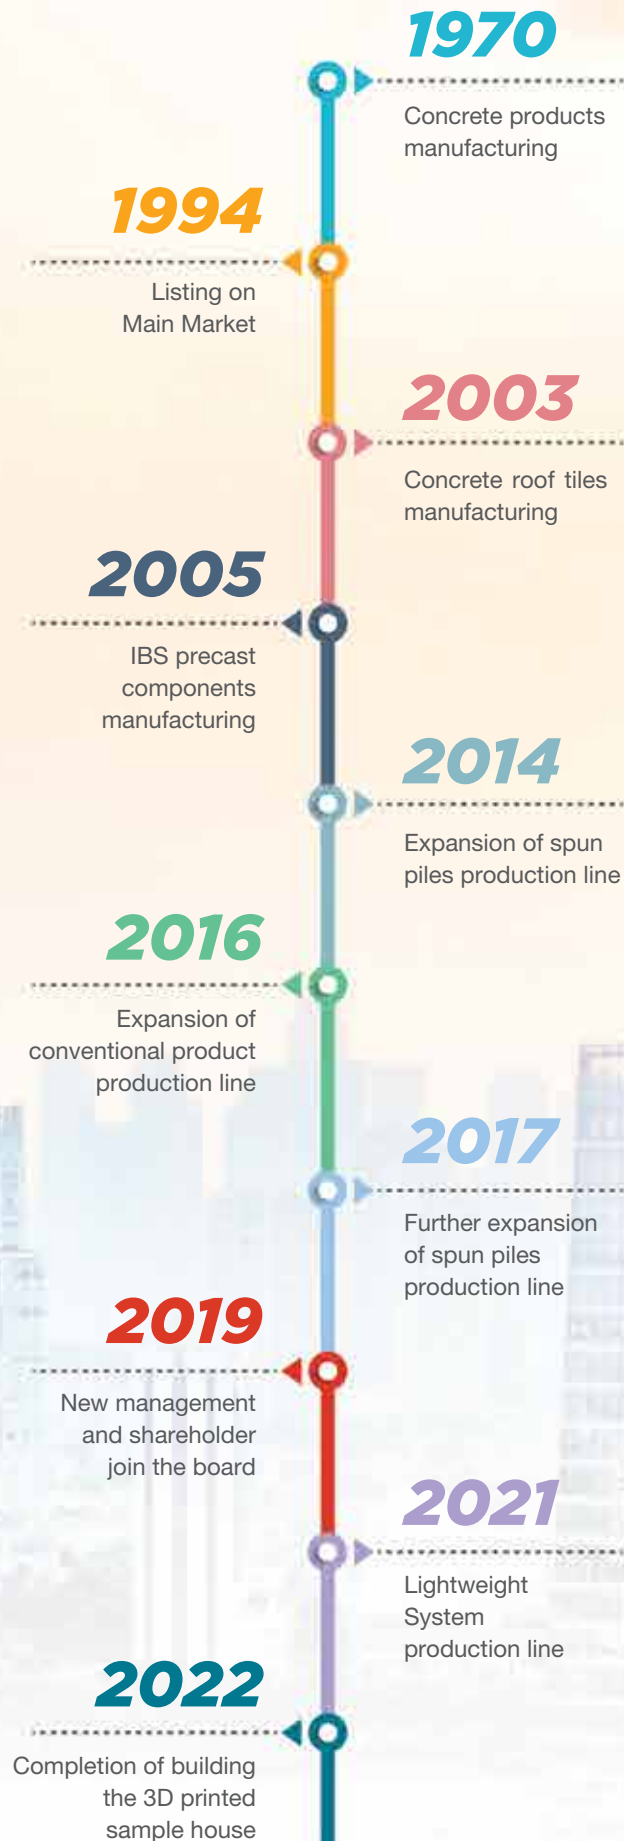 1970
Concrete products
manufacturing
1994
Listing on
Main Market
2003
Concrete roof tiles
manufacturing
2005
IBS precast
components
manufacturing
2014
Expansion of spun
piles production line
2016
Expansion of
conventional product
production line
2017
Further expansion
of spun piles
production line
2019
New management
and shareholder
join the board
2021
Lightweight
System
production line
2022
Completion of building
the 3D printed
sample house